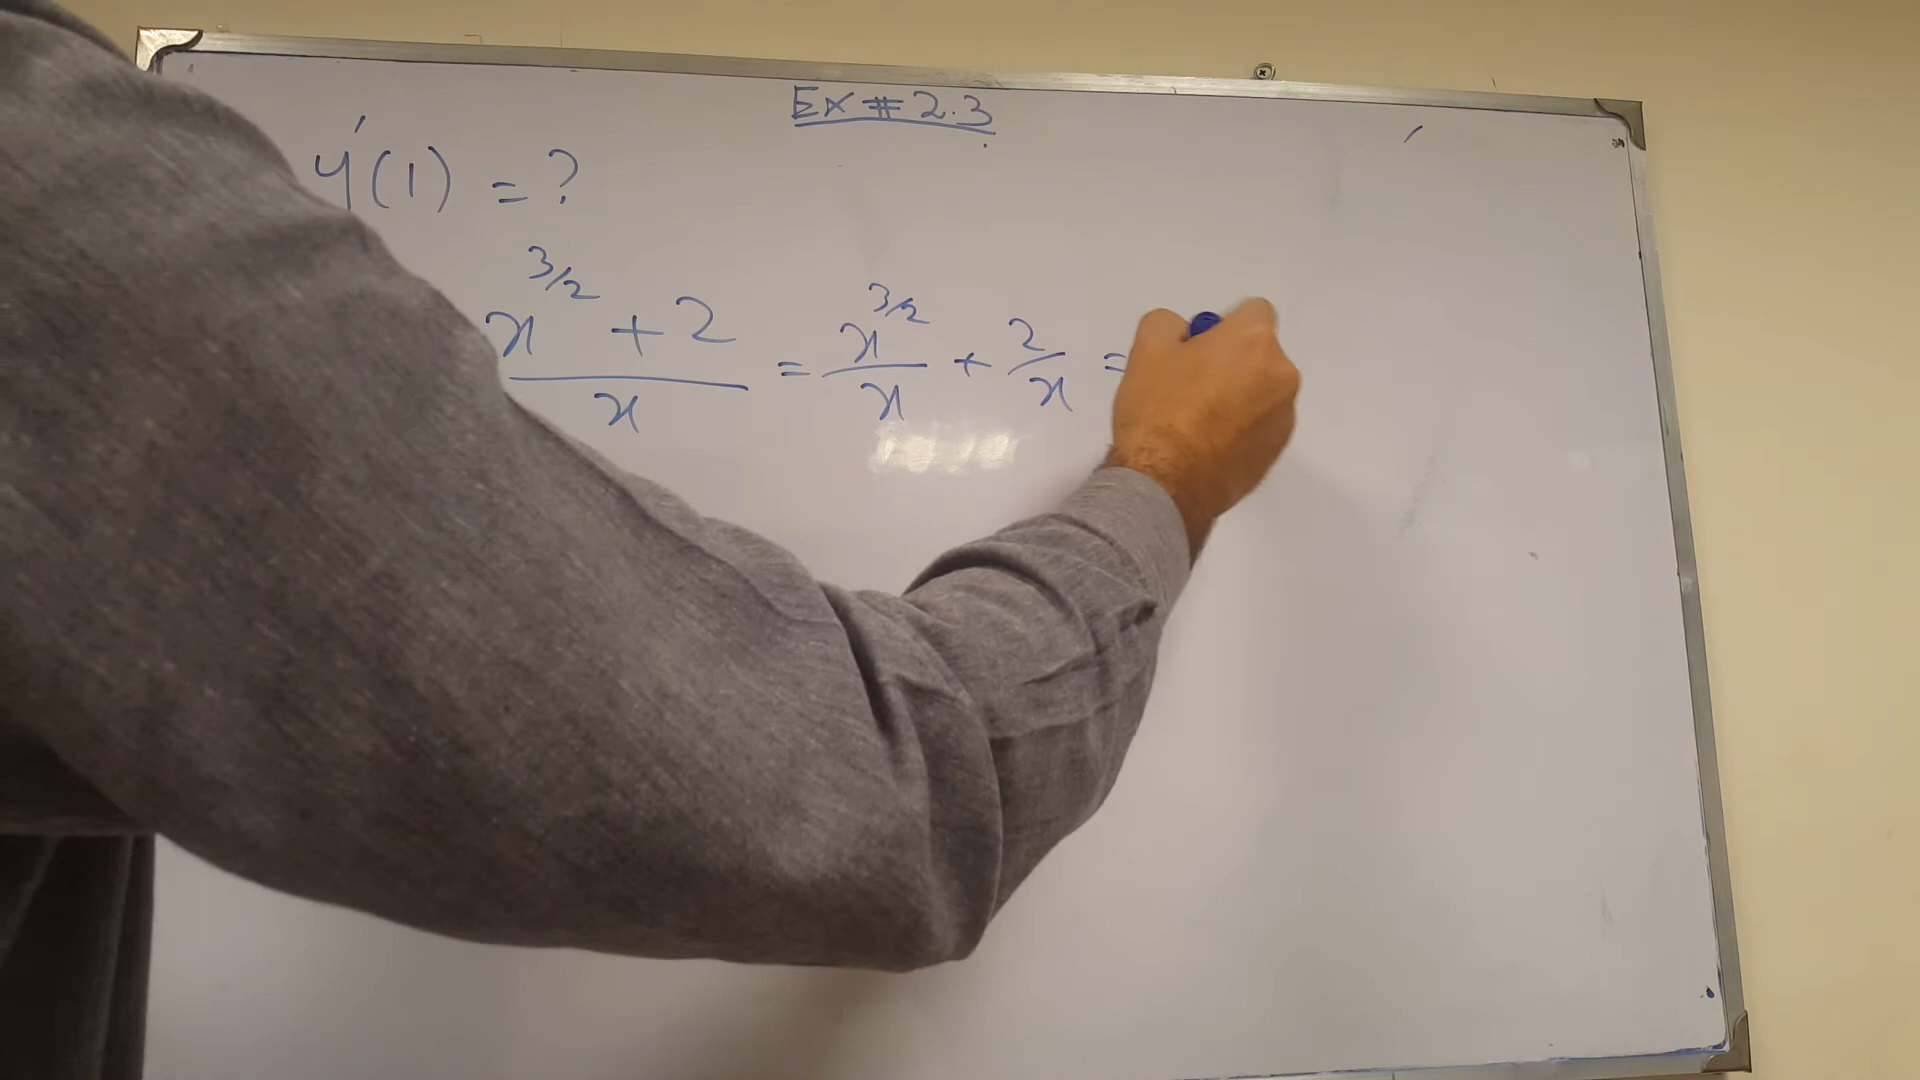 Ex # 2.3
y'(1) = ?
x^{3/2} + 2 / x = x^{3/2} / x + 2 / x =